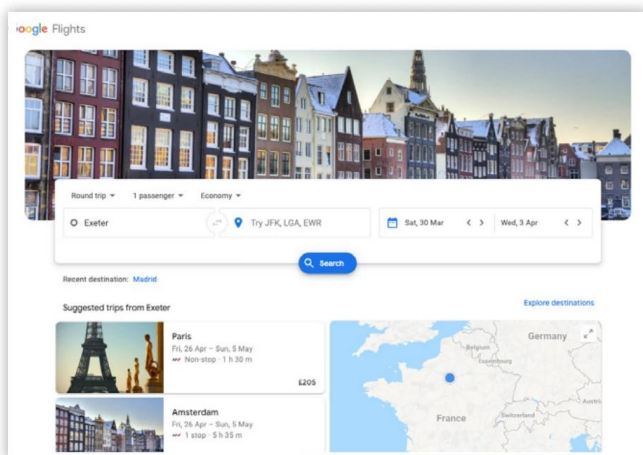 oogle Flights
Round trip 1 passenger Economy
Exeter Try JFK, LGA, EWR Sat, 30 Mar < > Wed, 3 Apr < >
Search
Recent destination: Madrid
Suggested trips from Exeter Explore destinations
Paris
Fri, 26 Apr – Sun, 5 May
Non-stop · 1 h 30 m
£205
Amsterdam
Fri, 26 Apr – Sun, 5 May
1 stop · 5 h 35 m
Germany
Belgium
Luxembourg
France
Switzerland
Austri